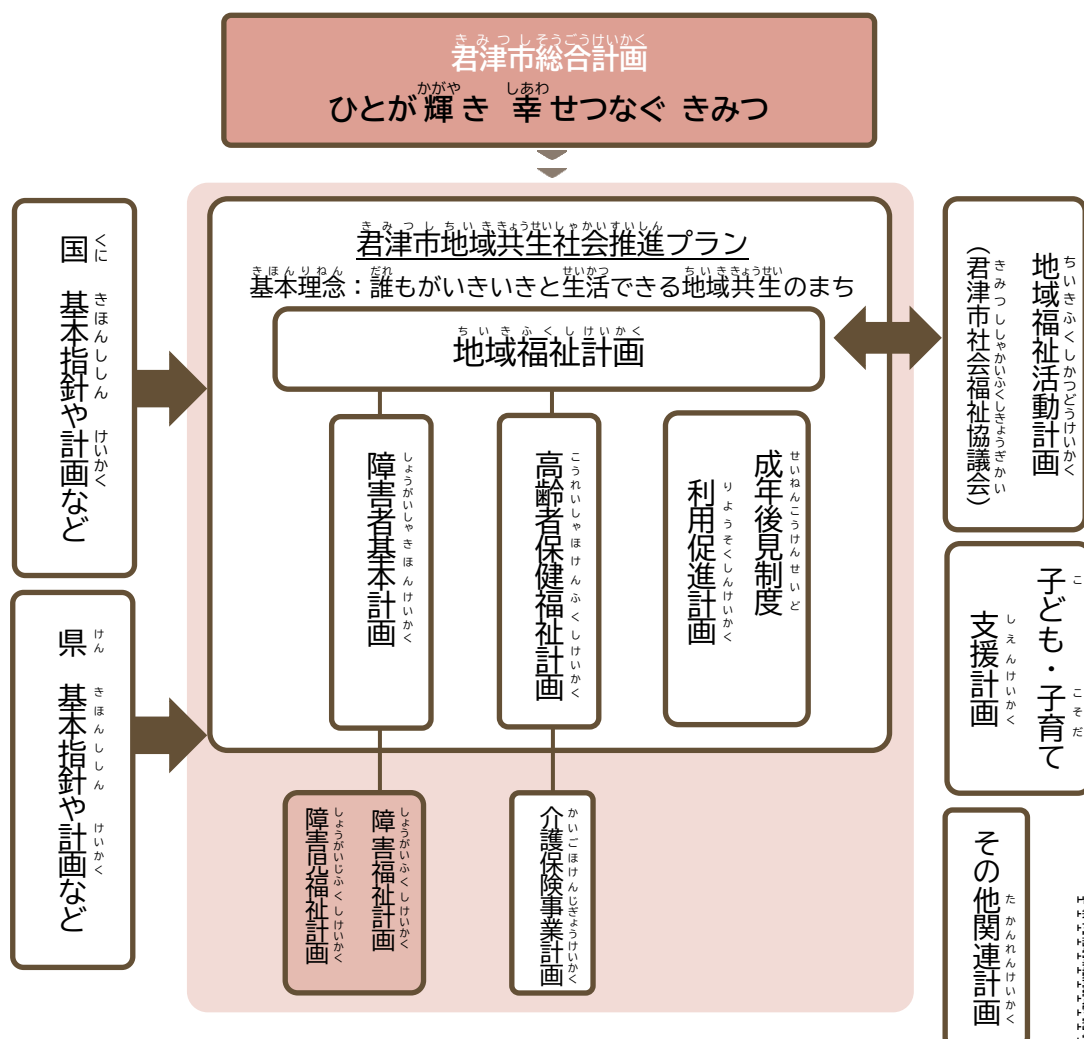 君津市総合計画
ひとが輝き 幸せつなぐ きみつ
君津市地域共生社会推進プラン
基本理念：誰もがいきいきと生活できる地域共生のまち
地域福祉計画
国 基本指針や計画など
県 基本指針や計画など
障害者基本計画
高齢者保健福祉計画
成年後見制度
利用促進計画
障害福祉計画
障害児福祉計画
介護保険事業計画
地域福祉活動計画
（君津市社会福祉協議会）
子ども・子育て
支援計画
その他関連計画